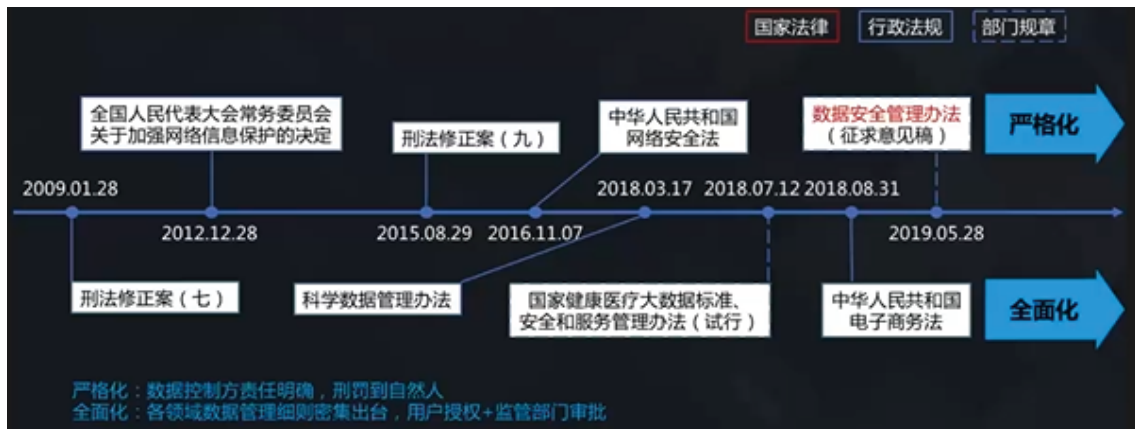 国家法律
行政法规
部门规章
全国人民代表大会常务委员会
关于加强网络信息保护的决定
刑法修正案（九）
中华人民共和国
网络安全法
数据安全管理办法
（征求意见稿）
严格化
2009.01.28
2018.03.17
2018.07.12
2018.08.31
2012.12.28
2015.08.29
2016.11.07
2019.05.28
刑法修正案（七）
科学数据管理办法
国家健康医疗大数据标准、
安全和服务管理办法（试行）
中华人民共和国
电子商务法
全面化
严格化：数据控制方责任明确，刑罚到自然人
全面化：各领域数据管理细则密集出台，用户授权+监管部门审批